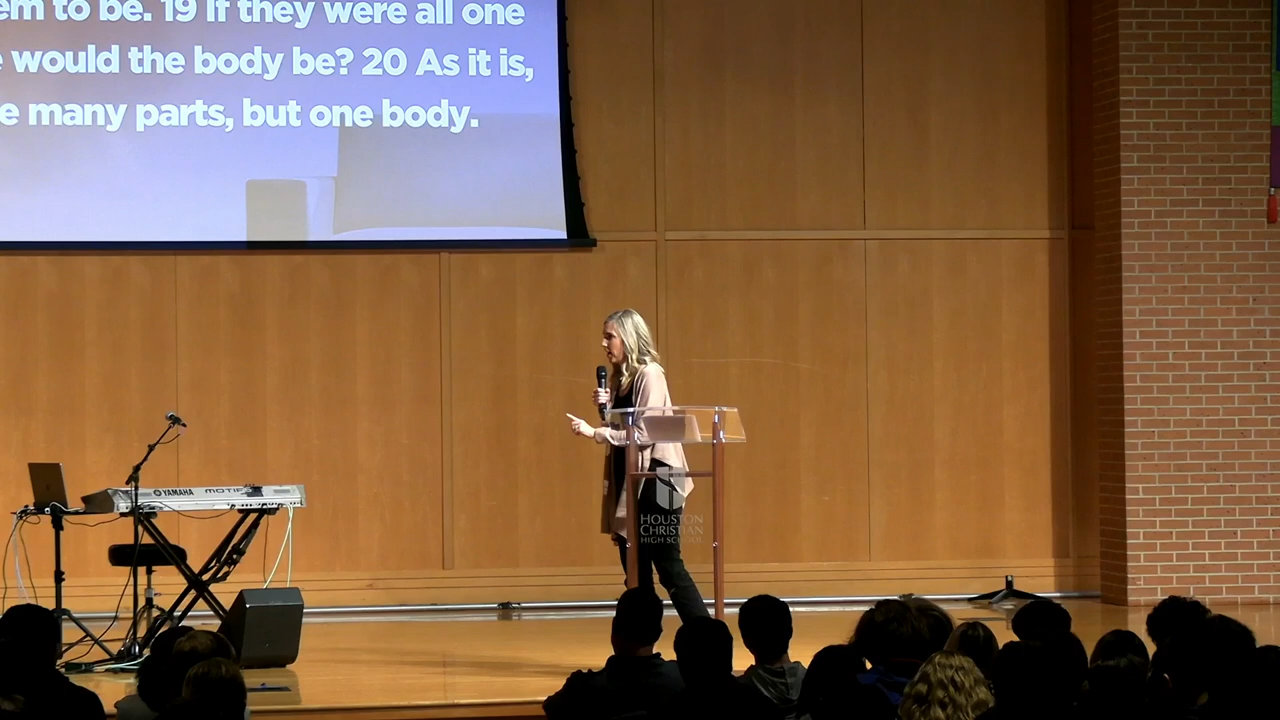 em to be. 19 If they were all one
would the body be? 20 As it is,
e many parts, but one body.
YAMAHA MOTIF
HOUSTON
CHRISTIAN
HIGH SCHOOL